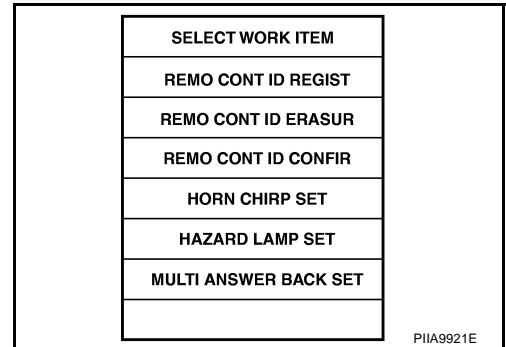 SELECT WORK ITEM
REMO CONT ID REGIST
REMO CONT ID ERASUR
REMO CONT ID CONFIR
HORN CHIRP SET
HAZARD LAMP SET
MULTI ANSWER BACK SET
PIIA9921E